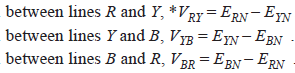 between lines R and Y, *V_RY = E_RN − E_YN
between lines Y and B, V_YB = E_YN − E_BN .
between lines B and R, V_BR = E_BN − E_RN